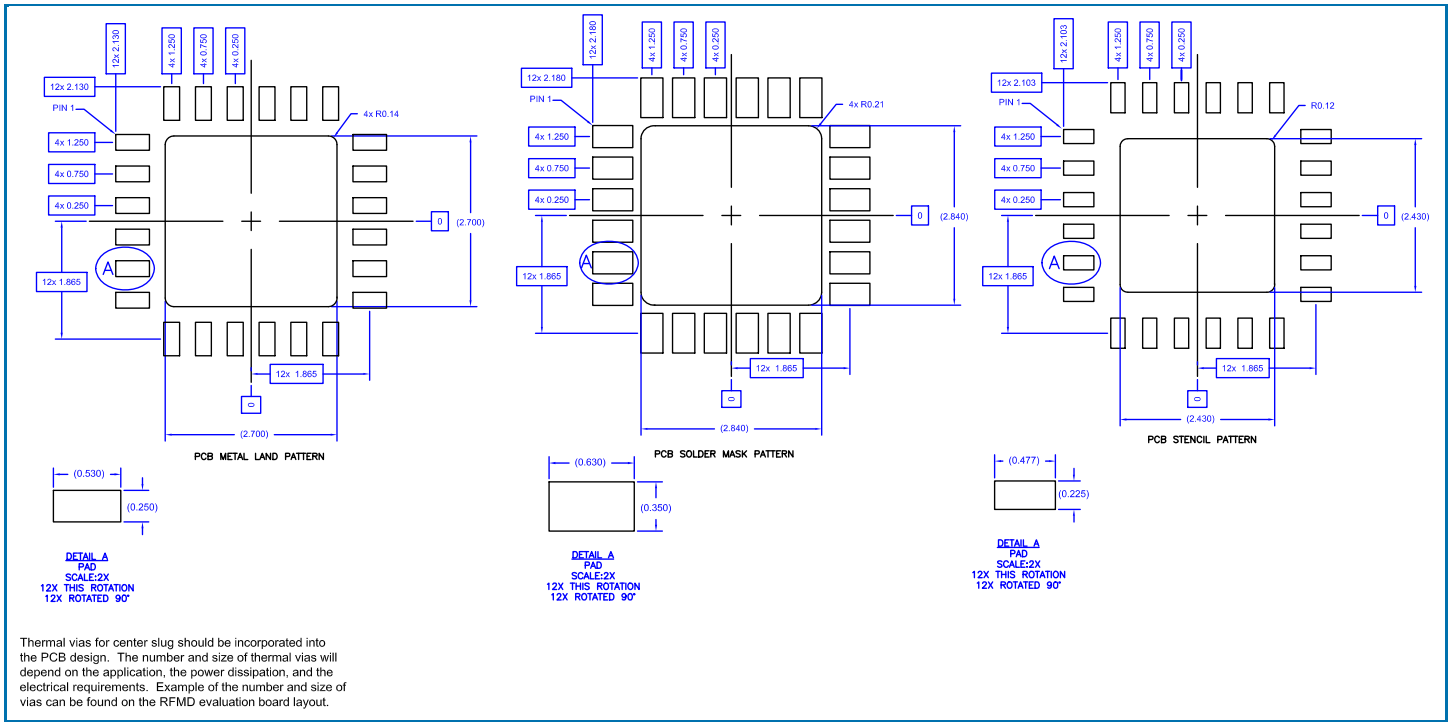 12x 2.130
4x 1.250
4x 0.750
4x 0.250
12x 2.130
PIN 1
4x R0.14
4x 1.250
4x 0.750
4x 0.250
0
(2.700)
A
12x 1.865
12x 1.865
0
(2.700)
PCB METAL LAND PATTERN
(0.530)
(0.250)
DETAIL A
PAD
SCALE:2X
12X THIS ROTATION
12X ROTATED 90°
12x 2.180
4x 1.250
4x 0.750
4x 0.250
12x 2.180
PIN 1
4x R0.21
4x 1.250
4x 0.750
4x 0.250
0
(2.840)
A
12x 1.865
12x 1.865
0
(2.840)
PCB SOLDER MASK PATTERN
(0.630)
(0.350)
DETAIL A
PAD
SCALE:2X
12X THIS ROTATION
12X ROTATED 90°
12x 2.103
4x 1.250
4x 0.750
4x 0.250
12x 2.103
PIN 1
R0.12
4x 1.250
4x 0.750
4x 0.250
0
(2.430)
A
12x 1.865
12x 1.865
0
(2.430)
PCB STENCIL PATTERN
(0.477)
(0.225)
DETAIL A
PAD
SCALE:2X
12X THIS ROTATION
12X ROTATED 90°
Thermal vias for center slug should be incorporated into
the PCB design. The number and size of thermal vias will
depend on the application, the power dissipation, and the
electrical requirements. Example of the number and size of
vias can be found on the RFMD evaluation board layout.